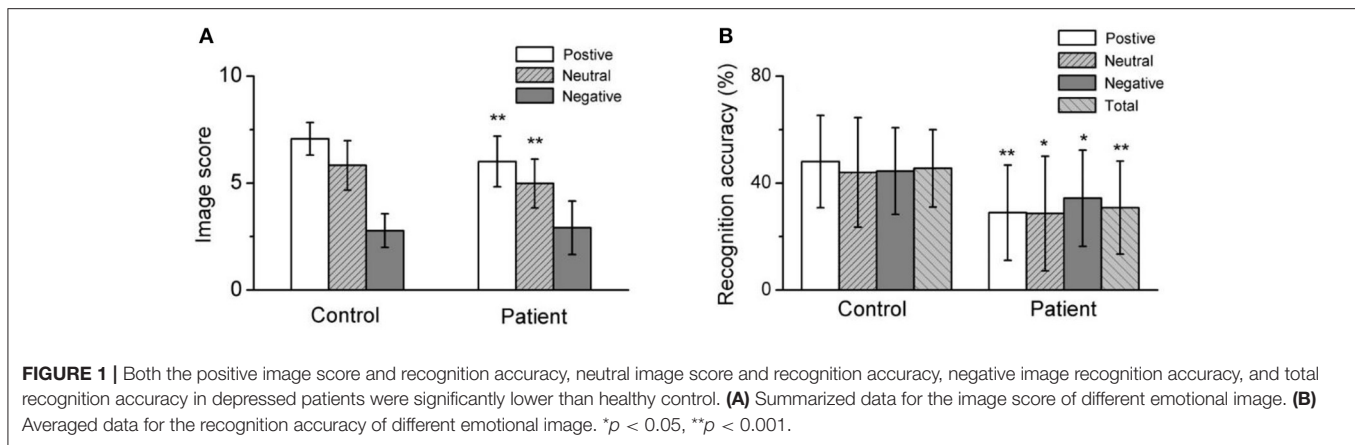 A
Postive
Neutral
Negative
10
5
0
Image score
**
**
Control
Patient
B
Postive
Neutral
Negative
Total
80
40
0
Recognition accuracy (%)
**
*
*
**
Control
Patient
FIGURE 1 | Both the positive image score and recognition accuracy, neutral image score and recognition accuracy, negative image recognition accuracy, and total
recognition accuracy in depressed patients were significantly lower than healthy control. (A) Summarized data for the image score of different emotional image. (B)
Averaged data for the recognition accuracy of different emotional image. *p < 0.05, **p < 0.001.